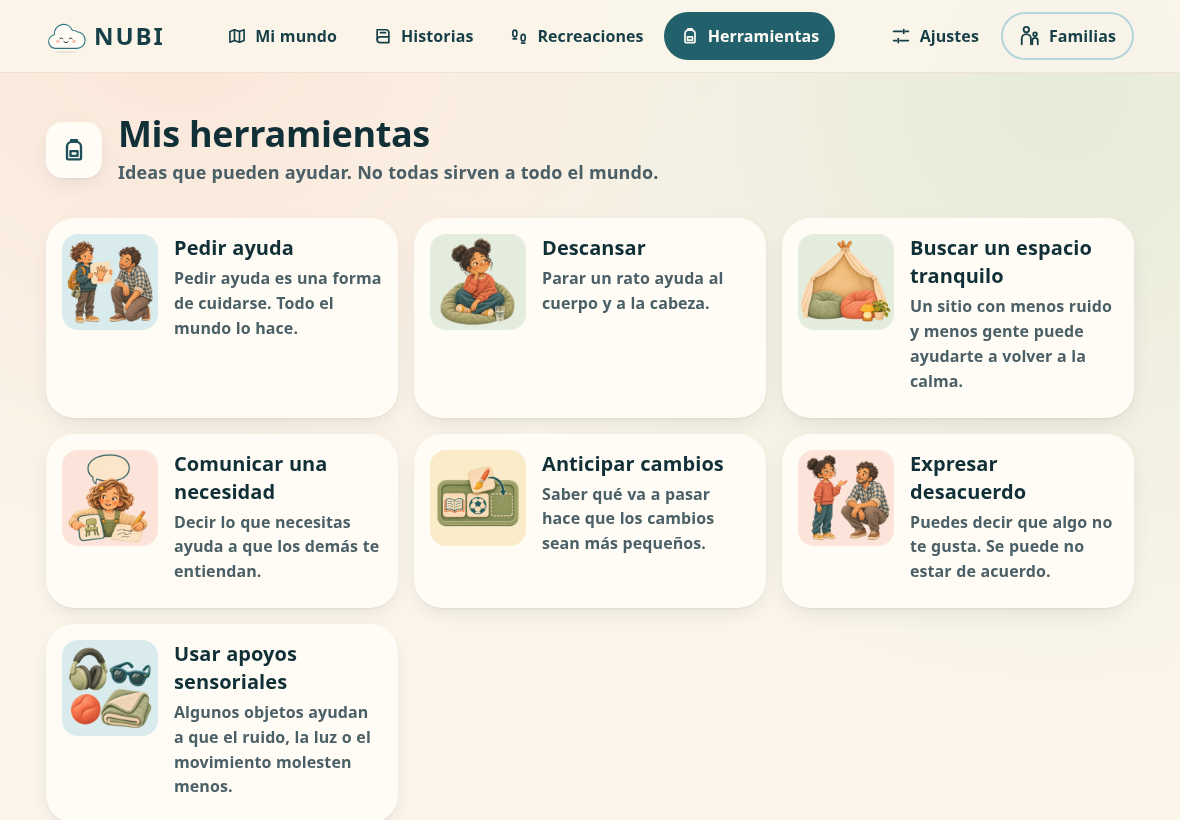 NUBI
Mi mundo
Historias
Recreaciones
Herramientas
Ajustes
Familias
Mis herramientas
Ideas que pueden ayudar. No todas sirven a todo el mundo.
Pedir ayuda
Pedir ayuda es una forma
de cuidarse. Todo el
mundo lo hace.
Descansar
Parar un rato ayuda al
cuerpo y a la cabeza.
Buscar un espacio
tranquilo
Un sitio con menos ruido
y menos gente puede
ayudarte a volver a la
calma.
Comunicar una
necesidad
Decir lo que necesitas
ayuda a que los demás te
entiendan.
Anticipar cambios
Saber qué va a pasar
hace que los cambios
sean más pequeños.
Expresar
desacuerdo
Puedes decir que algo no
te gusta. Se puede no
estar de acuerdo.
Usar apoyos
sensoriales
Algunos objetos ayudan
a que el ruido, la luz o el
movimiento molesten
menos.